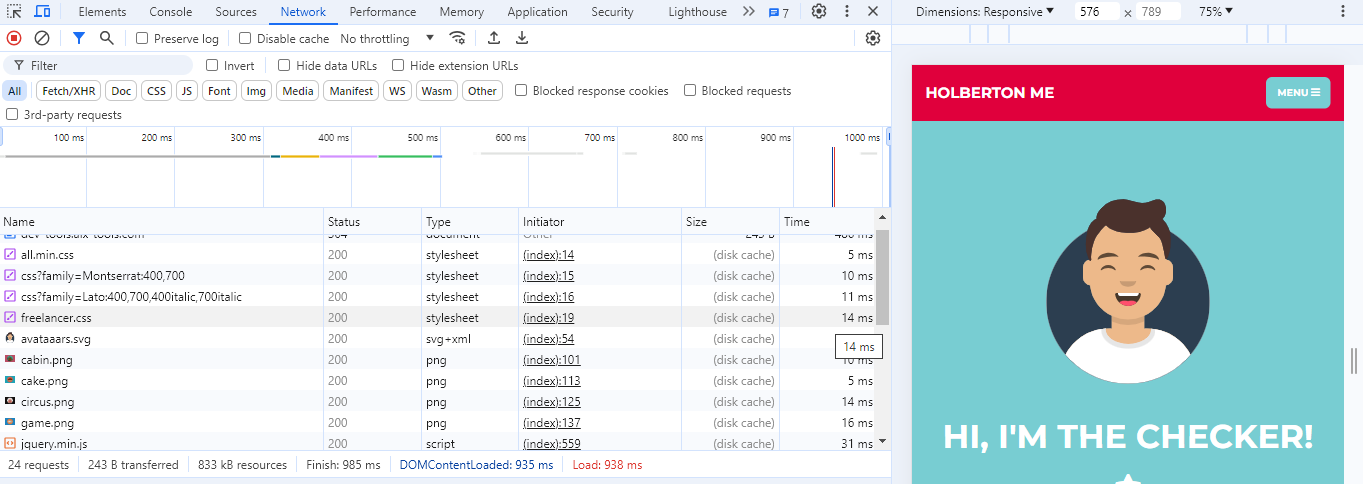 Elements Console Sources Network Performance Memory Application Security Lighthouse 7
Preserve log Disable cache No throttling
Filter Invert Hide data URLs Hide extension URLs
All Fetch/XHR Doc CSS JS Font Img Media Manifest WS Wasm Other Blocked response cookies Blocked requests
3rd-party requests
100 ms 200 ms 300 ms 400 ms 500 ms 600 ms 700 ms 800 ms 900 ms 1000 ms
Name Status Type Initiator Size Time
dev-tools.alx-tools.com 304 document Other 243 B 480 ms
all.min.css 200 stylesheet (index):14 (disk cache) 5 ms
css?family=Montserrat:400,700 200 stylesheet (index):15 (disk cache) 10 ms
css?family=Lato:400,700,400italic,700italic 200 stylesheet (index):16 (disk cache) 11 ms
freelancer.css 200 stylesheet (index):19 (disk cache) 14 ms
avataaars.svg 200 svg+xml (index):54 (disk cache)
14 ms
cabin.png 200 png (index):101 (disk cache) 10 ms
cake.png 200 png (index):113 (disk cache) 5 ms
circus.png 200 png (index):125 (disk cache) 14 ms
game.png 200 png (index):137 (disk cache) 16 ms
jquery.min.js 200 script (index):559 (disk cache) 31 ms
24 requests 243 B transferred 833 kB resources Finish: 985 ms DOMContentLoaded: 935 ms Load: 938 ms
Dimensions: Responsive 576 × 789 75%
HOLBERTON ME
MENU
HI, I'M THE CHECKER!